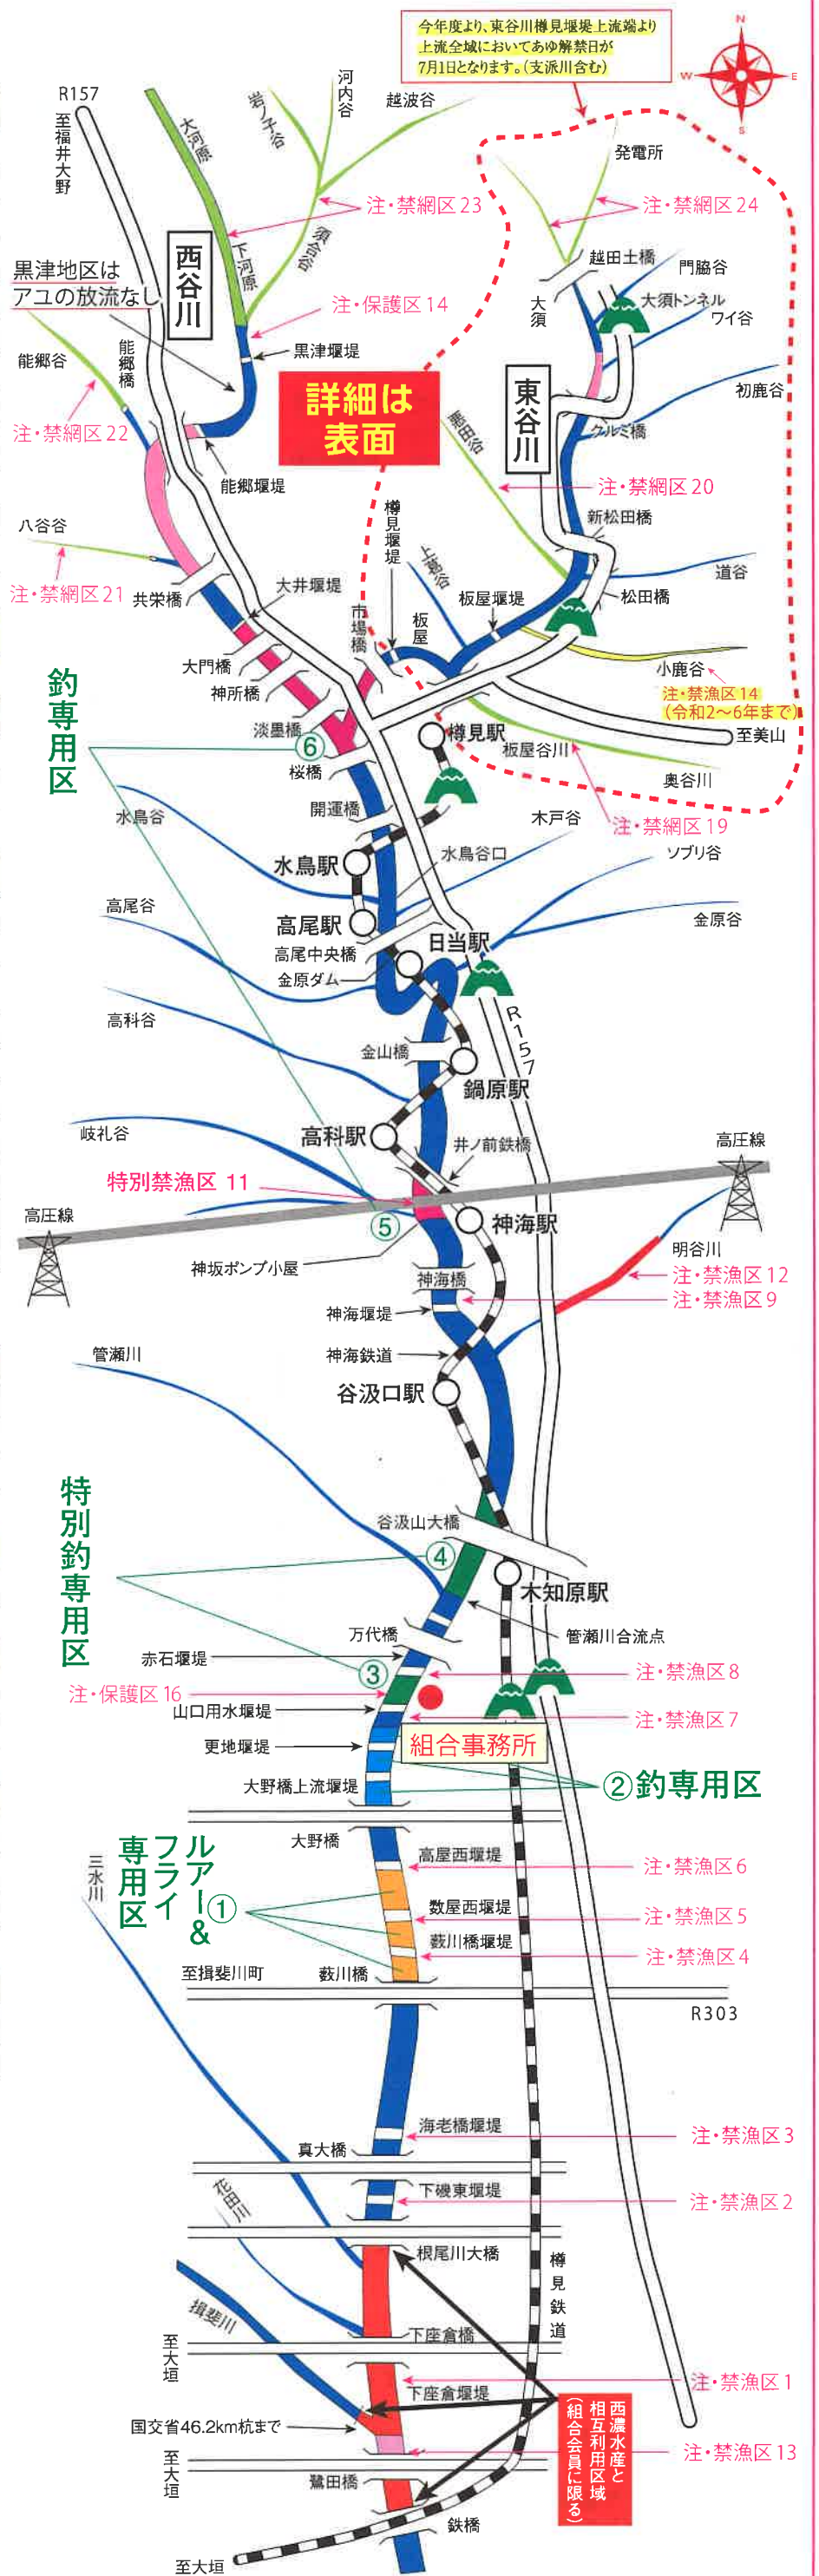 今年度より、東谷川樽見堰堤上流端より
上流全域においてあゆ解禁日が
7月1日となります。(支派川含む)
N
W
E
S
R157
至福井大野
大河原
岩ノ子谷
河内谷
越波谷
発電所
注・禁網区23
注・禁網区24
須合谷
下河原
西谷川
黒津地区は
アユの放流なし
越田土橋
門脇谷
大須
大須トンネル
ワイ谷
注・保護区14
黒津堰堤
能郷谷
能郷橋
詳細は
表面
東谷川
初鹿谷
悪田谷
クルミ橋
注・禁網区22
能郷堰堤
注・禁網区20
樽見堰堤
新松田橋
八谷谷
上葛谷
道谷
注・禁網区21
共栄橋
大井堰堤
市場橋
板屋
板屋堰堤
松田橋
大門橋
神所橋
小鹿谷
注・禁漁区14
(令和2〜6年まで)
釣専用区
淡墨橋
⑥
樽見駅
板屋谷川
至美山
桜橋
奥谷川
開運橋
水鳥谷
木戸谷
注・禁網区19
水鳥駅
水鳥谷口
ソブリ谷
高尾谷
高尾駅
金原谷
高尾中央橋
日当駅
金原ダム
高科谷
R157
金山橋
鍋原駅
岐礼谷
高科駅
井ノ前鉄橋
高圧線
特別禁漁区 11
高圧線
⑤
神海駅
明谷川
神坂ポンプ小屋
神海橋
注・禁漁区12
注・禁漁区9
神海堰堤
管瀬川
神海鉄道
谷汲口駅
特別釣専用区
谷汲山大橋
④
木知原駅
万代橋
管瀬川合流点
赤石堰堤
③
注・禁漁区8
注・保護区16
山口用水堰堤
注・禁漁区7
更地堰堤
組合事務所
大野橋上流堰堤
②釣専用区
大野橋
ルアー&
フライ
専用区
①
三水川
高屋西堰堤
注・禁漁区6
数屋西堰堤
注・禁漁区5
薮川橋堰堤
注・禁漁区4
至揖斐川町
薮川橋
R303
海老橋堰堤
注・禁漁区3
真大橋
花田川
下磯東堰堤
注・禁漁区2
根尾川大橋
樽見鉄道
揖斐川
至大垣
下座倉橋
注・禁漁区1
下座倉堰堤
国交省46.2km杭まで
西濃水産と
相互利用区域
(組合会員に限る)
至大垣
注・禁漁区13
鷺田橋
鉄橋
至大垣